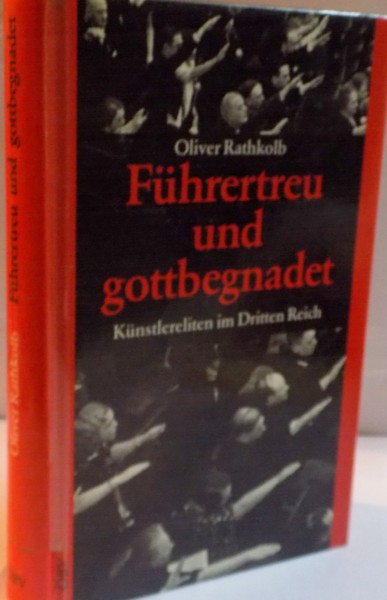 Oliver Rathkolb
Führertreu
und
gottbegnadet
Künstlereliten im Dritten Reich
Oliver Rathkolb Führertreu und gottbegnadet